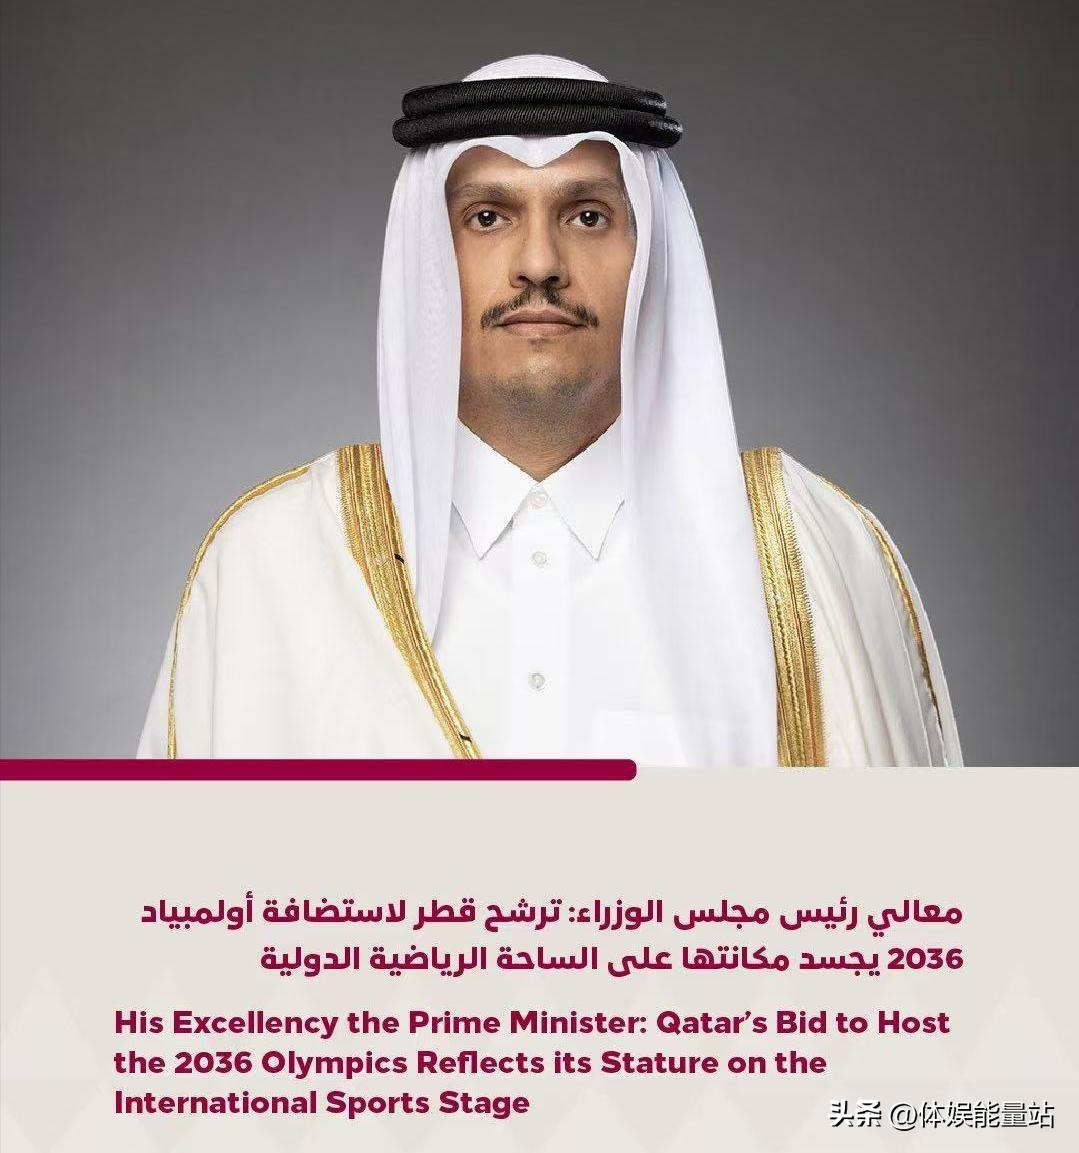 معالي رئيس مجلس الوزراء: ترشح قطر لاستضافة أولمبياد
2036 يجسد مكانتها على الساحة الرياضية الدولية
His Excellency the Prime Minister: Qatar’s Bid to Host
the 2036 Olympics Reflects its Stature on the
International Sports Stage
头条 @体娱能量站